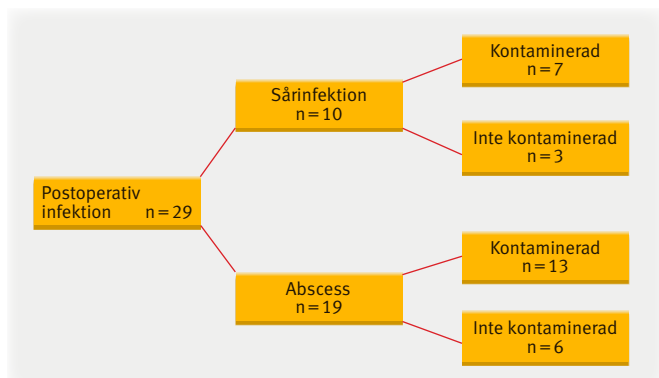 Postoperativ
infektion n=29
Sårinfektion
n=10
Kontaminerad
n=7
Inte kontaminerad
n=3
Abscess
n=19
Kontaminerad
n=13
Inte kontaminerad
n=6